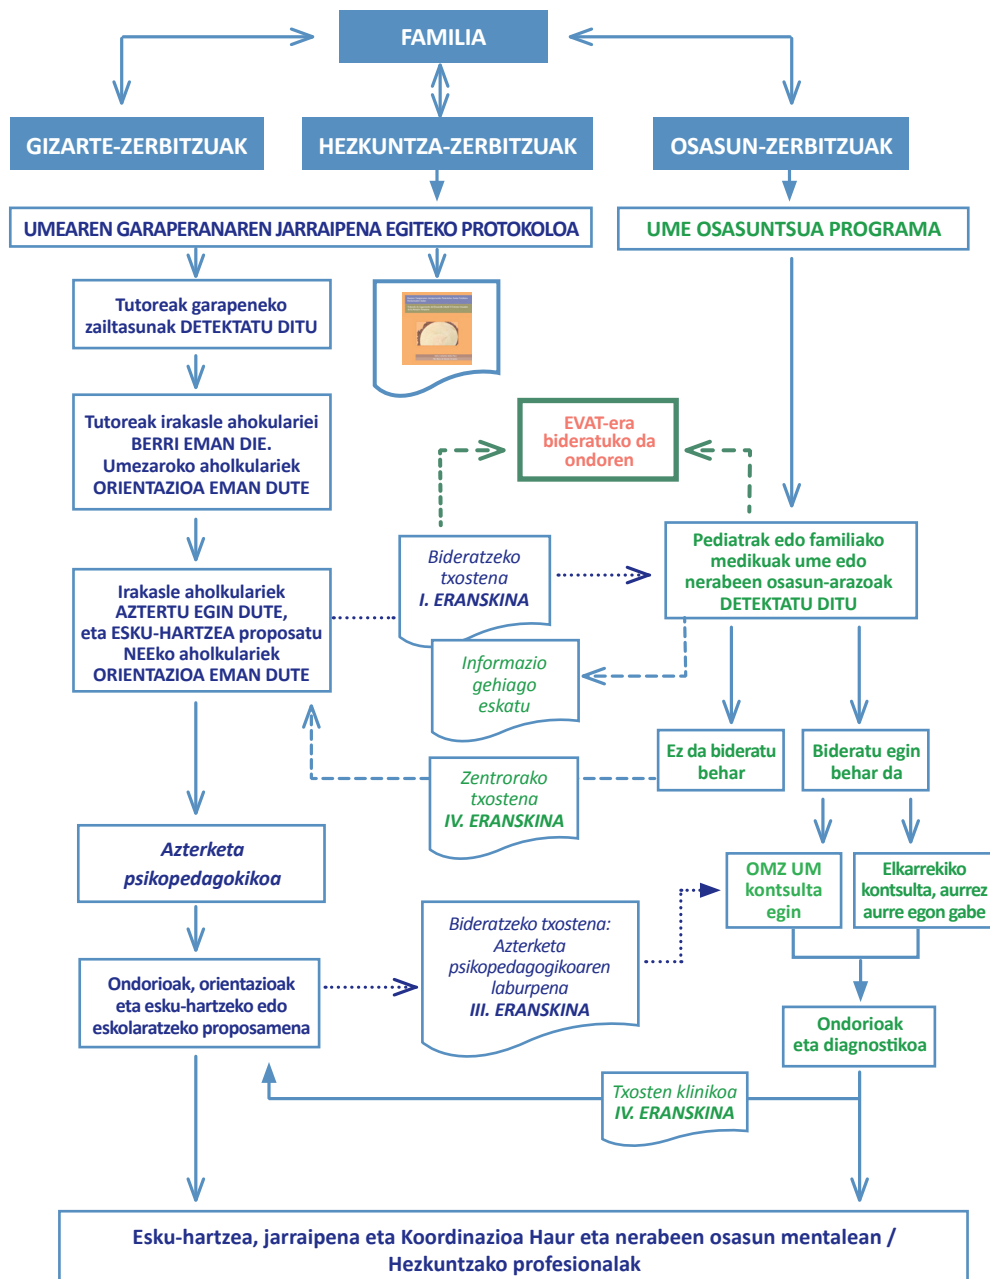 FAMILIA
GIZARTE-ZERBITZUAK
HEZKUNTZA-ZERBITZUAK
OSASUN-ZERBITZUAK
UMEAREN GARAPERANAREN JARRAIPENA EGITEKO PROTOKOLOA
UME OSASUNTSUA PROGRAMA
Tutoreak garapeneko
zailtasunak DETEKTATU DITU
Tutoreak irakasle ahokulariei
BERRI EMAN DIE.
Umezaroko aholkulariek
ORIENTAZIOA EMAN DUTE
EVAT-era
bideratuko da
ondoren
Irakasle aholkulariek
AZTERTU EGIN DUTE,
eta ESKU-HARTZEA proposatu
NEEko aholkulariek
ORIENTAZIOA EMAN DUTE
Bideratzeko
txostena
I. ERANSKINA
Pediatrak edo familiako
medikuak ume edo
nerabeen osasun-arazoak
DETEKTATU DITU
Informazio
gehiago
eskatu
Ez da bideratu
behar
Bideratu egin
behar da
Zentrorako
txostena
IV. ERANSKINA
Azterketa
psikopedagokikoa
OMZ UM
kontsulta
egin
Elkarrekiko
kontsulta, aurrez
aurre egon gabe
Bideratzeko txostena:
Azterketa
psikopedagogikoaren
laburpena
III. ERANSKINA
Ondorioak, orientazioak
eta esku-hartzeko edo
eskolaratzeko proposamena
Ondorioak
eta diagnostikoa
Txosten klinikoa
IV. ERANSKINA
Esku-hartzea, jarraipena eta Koordinazioa Haur eta nerabeen osasun mentalean /
Hezkuntzako profesionalak